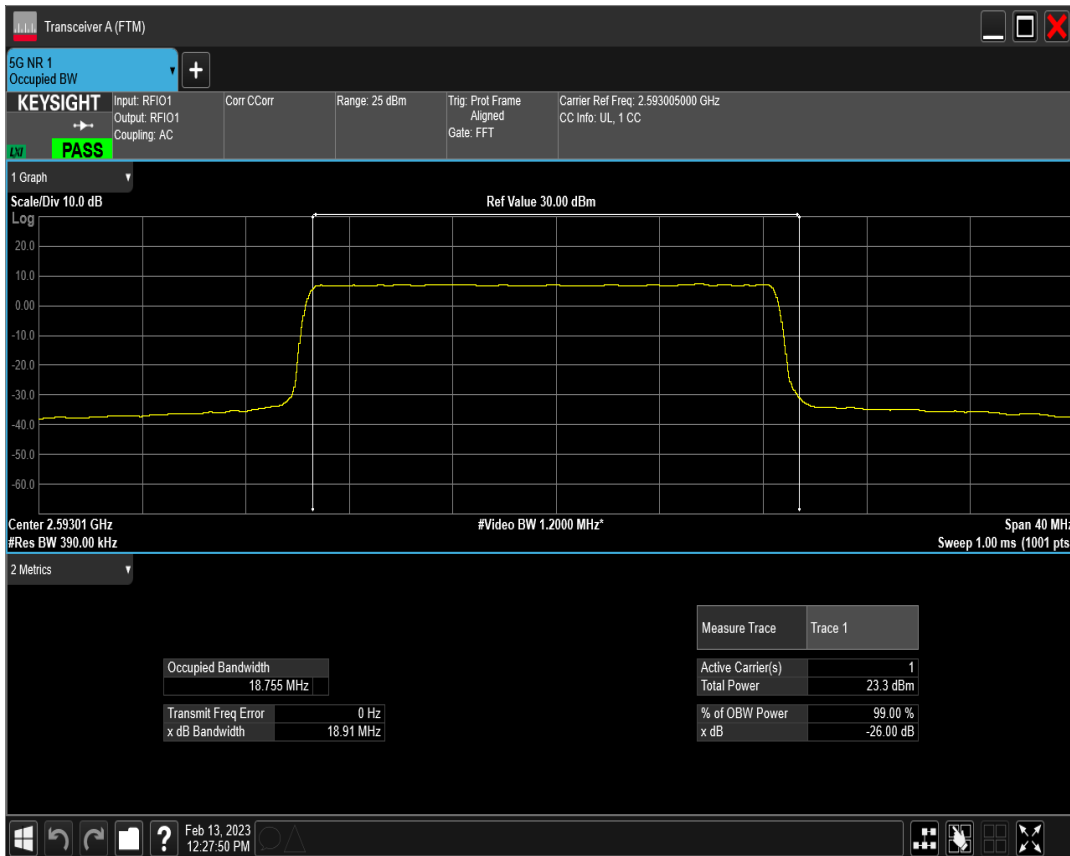 Transceiver A (FTM)
5G NR 1
Occupied BW
KEYSIGHT
LXI
PASS
Input: RFIO1
Output: RFIO1
Coupling: AC
Corr CCorr
Range: 25 dBm
Trig: Prot Frame
Aligned
Gate: FFT
Carrier Ref Freq: 2.593005000 GHz
CC Info: UL, 1 CC
1 Graph
Scale/Div 10.0 dB
Ref Value 30.00 dBm
Log
20.0
10.0
0.00
-10.0
-20.0
-30.0
-40.0
-50.0
-60.0
Center 2.59301 GHz
#Video BW 1.2000 MHz*
Span 40 MHz
#Res BW 390.00 kHz
Sweep 1.00 ms (1001 pts
2 Metrics
Measure Trace Trace 1
Occupied Bandwidth
18.755 MHz
Active Carrier(s) 1
Total Power 23.3 dBm
Transmit Freq Error 0 Hz
x dB Bandwidth 18.91 MHz
% of OBW Power 99.00 %
x dB -26.00 dB
?
Feb 13, 2023
12:27:50 PM